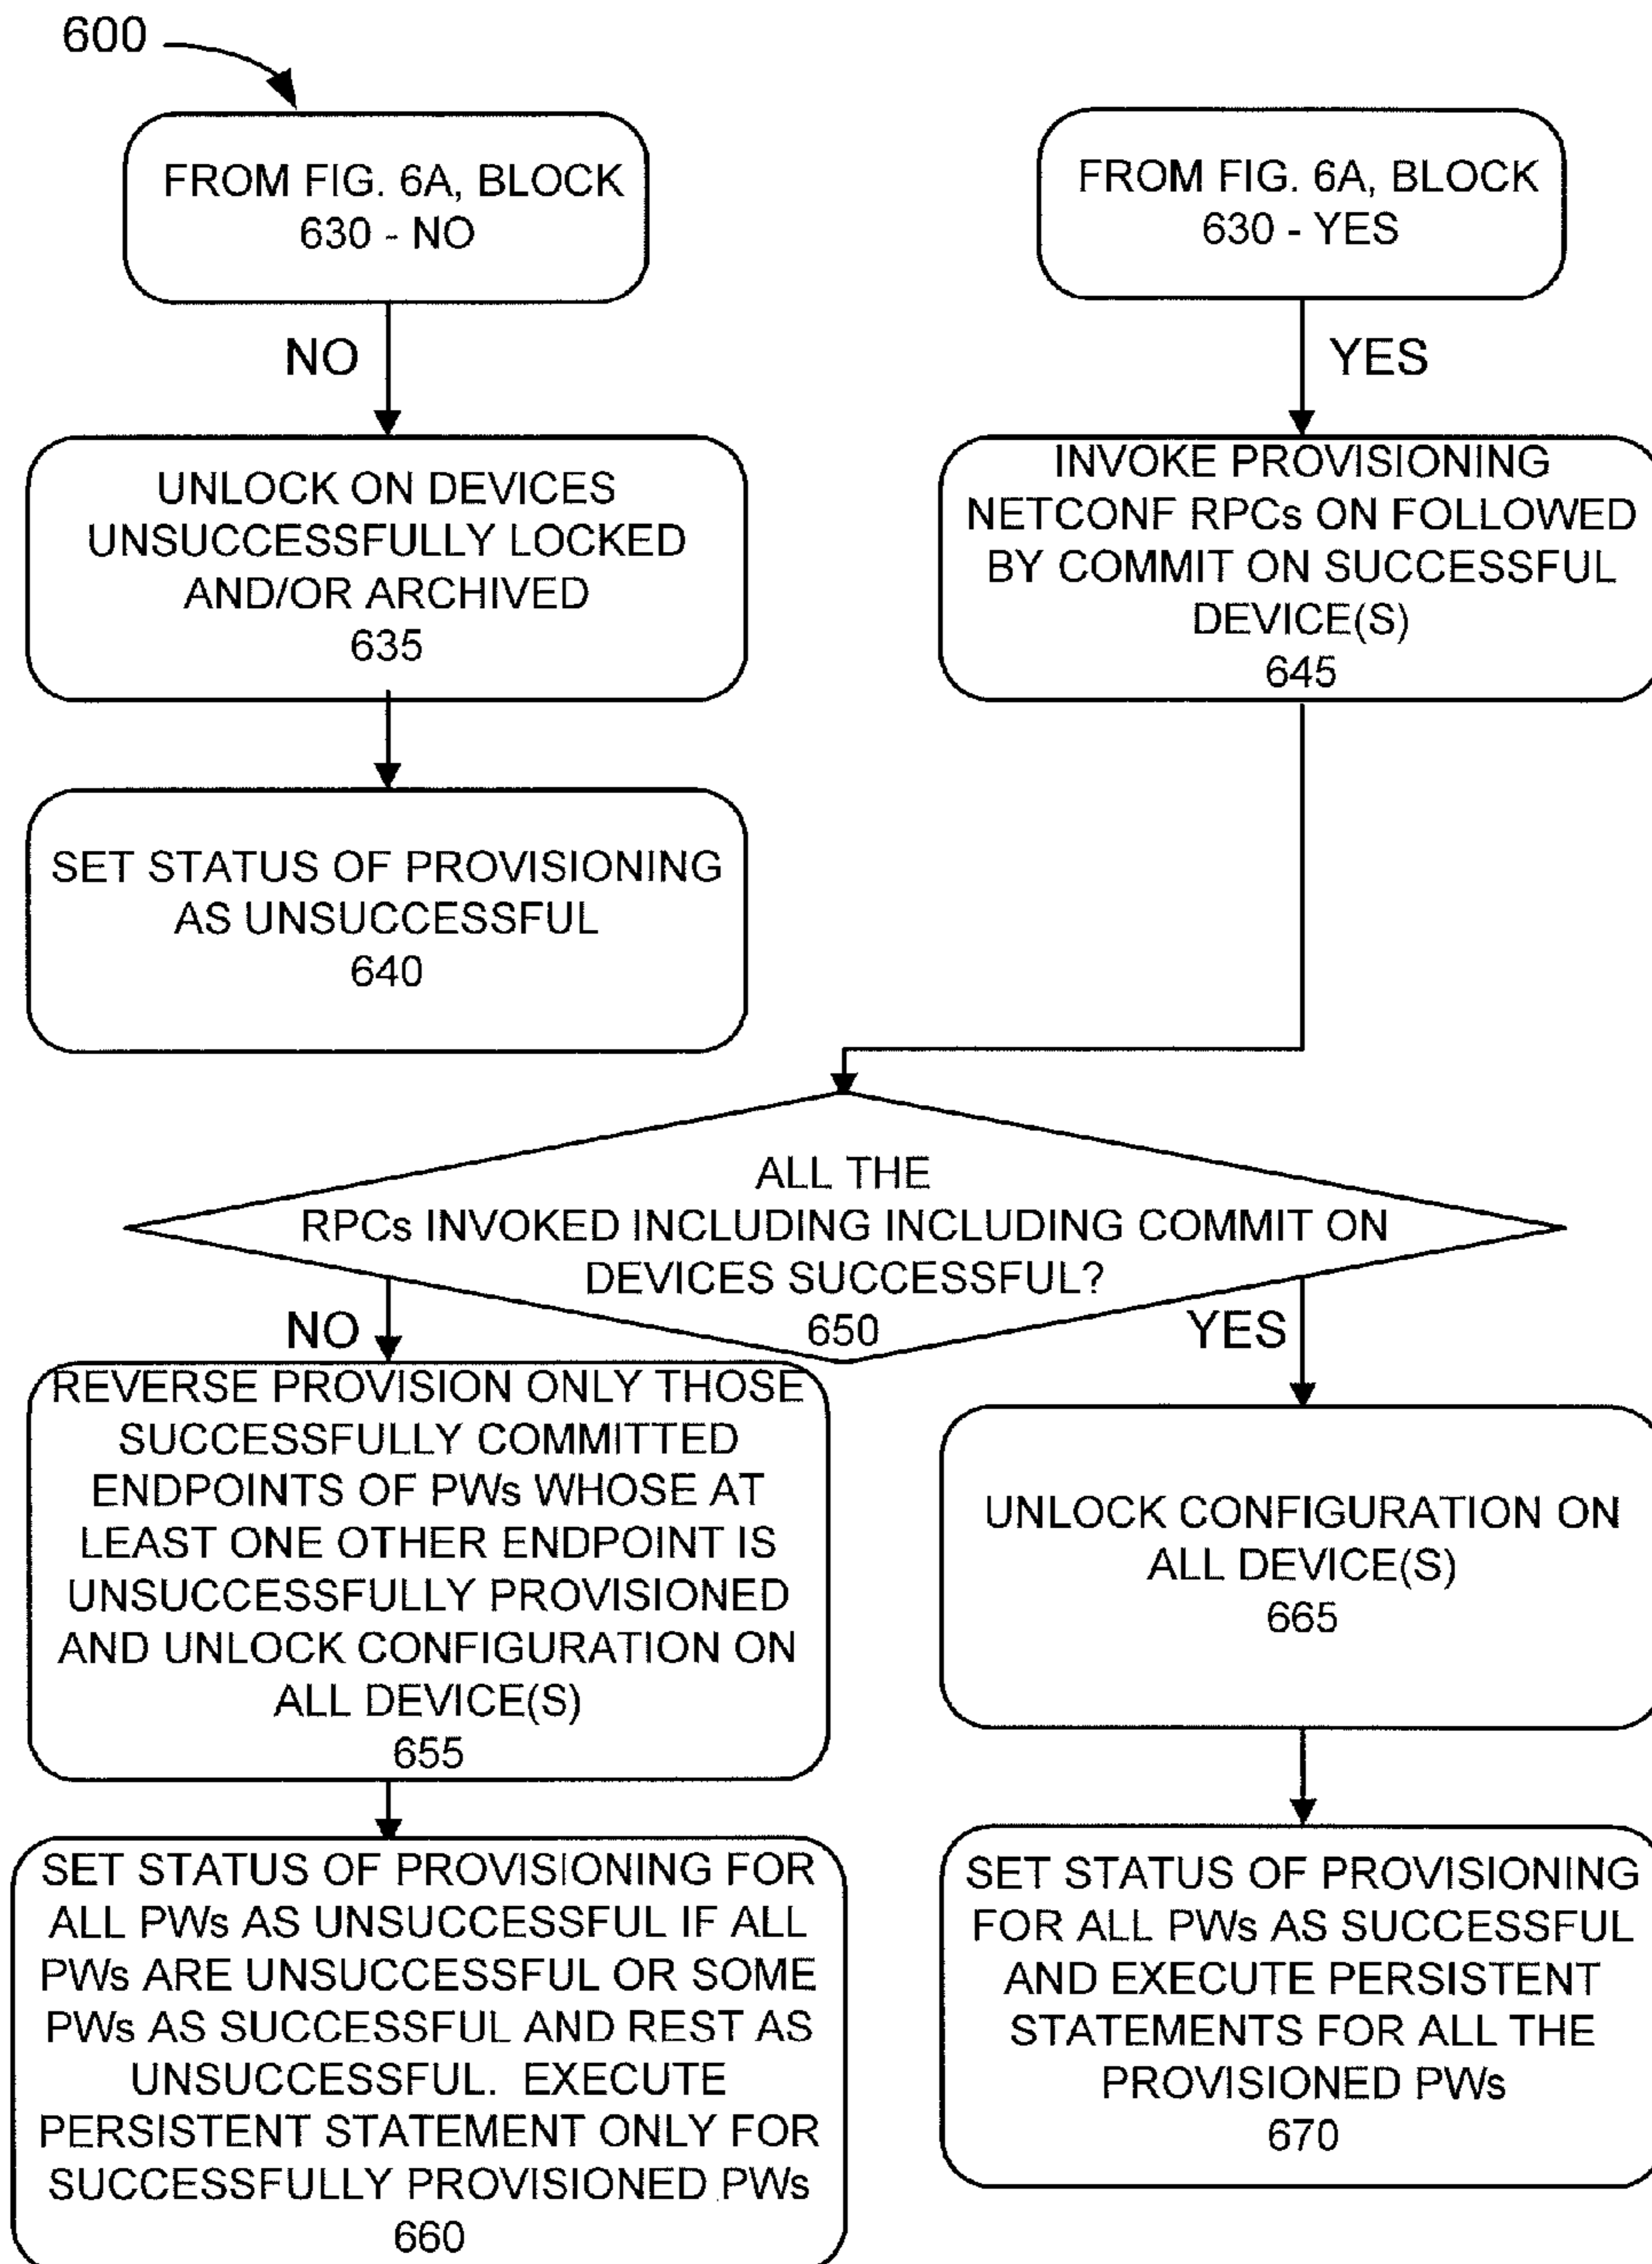 600
FROM FIG. 6A, BLOCK
630 - NO
FROM FIG. 6A, BLOCK
630 - YES
NO
YES
UNLOCK ON DEVICES
UNSUCCESSFULLY LOCKED
AND/OR ARCHIVED
635
INVOKE PROVISIONING
NETCONF RPCs ON FOLLOWED
BY COMMIT ON SUCCESSFUL
DEVICE(S)
645
SET STATUS OF PROVISIONING
AS UNSUCCESSFUL
640
ALL THE
RPCs INVOKED INCLUDING INCLUDING COMMIT ON
DEVICES SUCCESSFUL?
650
NO
YES
REVERSE PROVISION ONLY THOSE
SUCCESSFULLY COMMITTED
ENDPOINTS OF PWs WHOSE AT
LEAST ONE OTHER ENDPOINT IS
UNSUCCESSFULLY PROVISIONED
AND UNLOCK CONFIGURATION ON
ALL DEVICE(S)
655
UNLOCK CONFIGURATION ON
ALL DEVICE(S)
665
SET STATUS OF PROVISIONING FOR
ALL PWs AS UNSUCCESSFUL IF ALL
PWs ARE UNSUCCESSFUL OR SOME
PWs AS SUCCESSFUL AND REST AS
UNSUCCESSFUL. EXECUTE
PERSISTENT STATEMENT ONLY FOR
SUCCESSFULLY PROVISIONED PWs
660
SET STATUS OF PROVISIONING
FOR ALL PWs AS SUCCESSFUL
AND EXECUTE PERSISTENT
STATEMENTS FOR ALL THE
PROVISIONED PWs
670